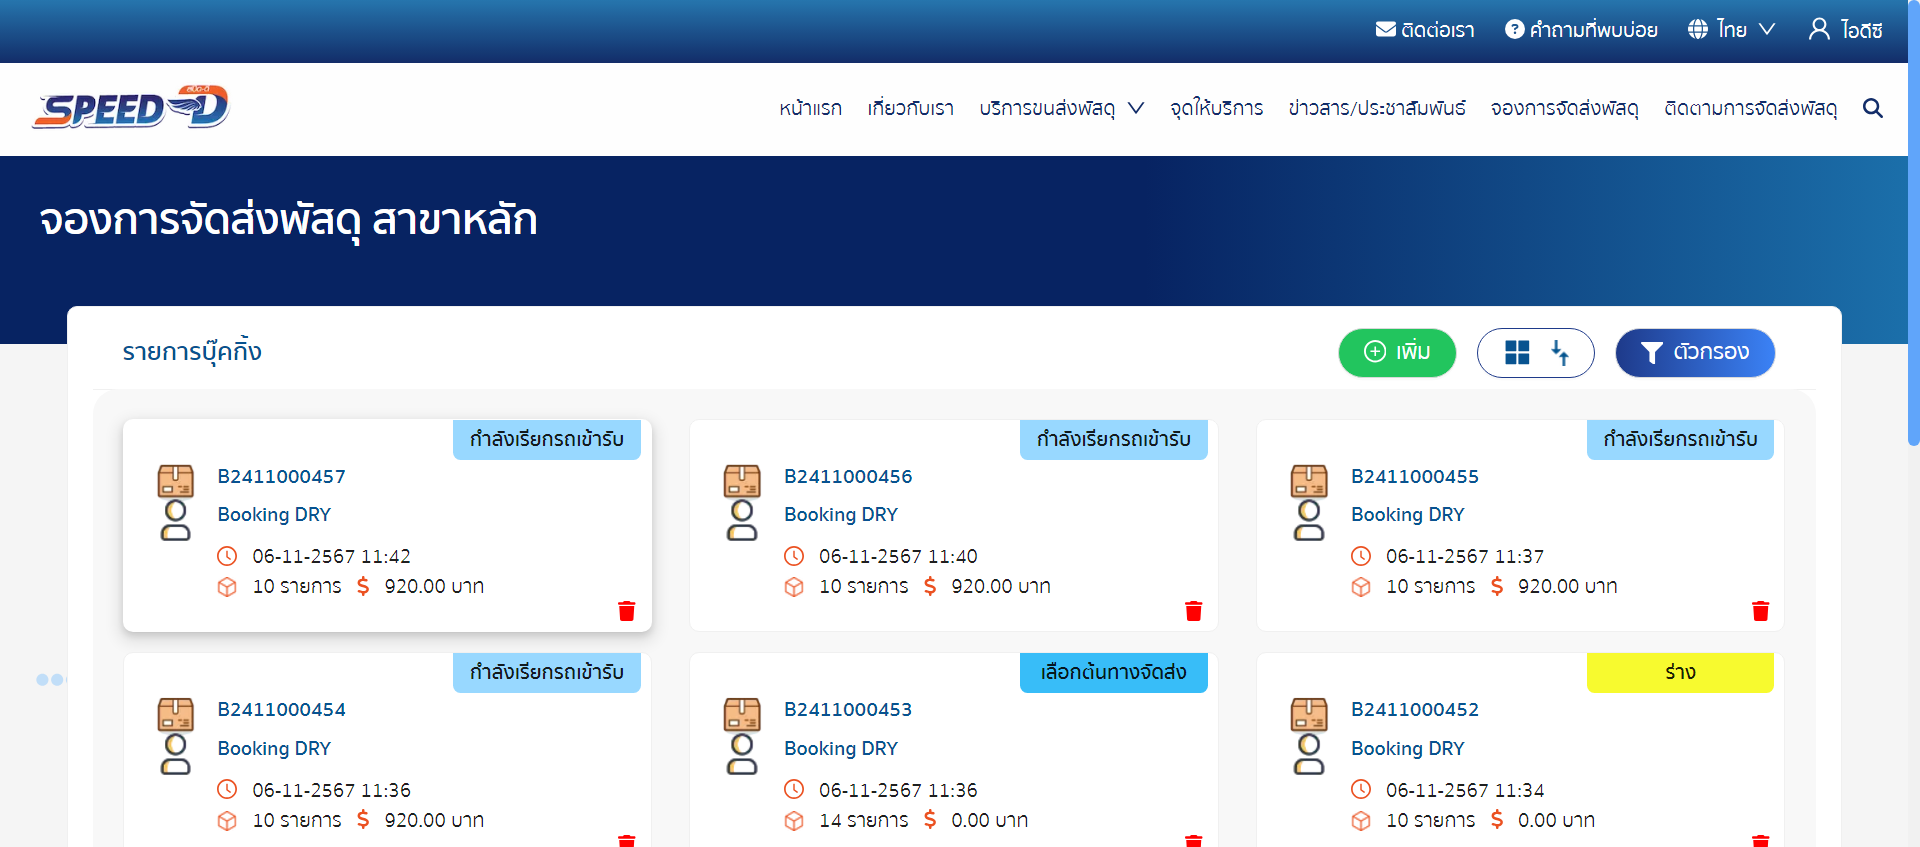 ติดต่อเรา คำถามที่พบบ่อย ไทย ไอดีซี
สปีด-ดี
SPEED-D
หน้าแรก เกี่ยวกับเรา บริการขนส่งพัสดุ จุดให้บริการ ข่าวสาร/ประชาสัมพันธ์ จองการจัดส่งพัสดุ ติดตามการจัดส่งพัสดุ
จองการจัดส่งพัสดุ สาขาหลัก
รายการบุ๊คกิ้ง
เพิ่ม
ตัวกรอง
กำลังเรียกรถเข้ารับ
B2411000457
Booking DRY
06-11-2567 11:42
10 รายการ $ 920.00 บาท
กำลังเรียกรถเข้ารับ
B2411000456
Booking DRY
06-11-2567 11:40
10 รายการ $ 920.00 บาท
กำลังเรียกรถเข้ารับ
B2411000455
Booking DRY
06-11-2567 11:37
10 รายการ $ 920.00 บาท
กำลังเรียกรถเข้ารับ
B2411000454
Booking DRY
06-11-2567 11:36
10 รายการ $ 920.00 บาท
เลือกต้นทางจัดส่ง
B2411000453
Booking DRY
06-11-2567 11:36
14 รายการ $ 0.00 บาท
ร่าง
B2411000452
Booking DRY
06-11-2567 11:34
10 รายการ $ 0.00 บาท